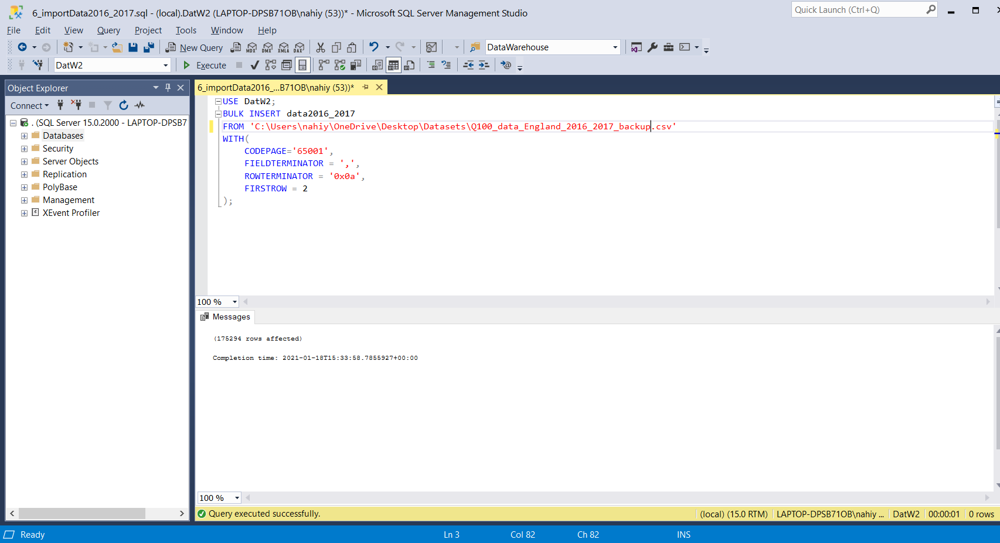 6_importData2016_2017.sql - (local).DatW2 (LAPTOP-DPSB71OB\nahiy (53))* - Microsoft SQL Server Management Studio
Quick Launch (Ctrl+Q)
File Edit View Query Project Tools Window Help
New Query
MDX DMX XMLA DAX
DataWarehouse
DatW2
Execute
Object Explorer
6_importData2016_...B71OB\nahiy (53))*
Connect
. (SQL Server 15.0.2000 - LAPTOP-DPSB7
Databases
Security
Server Objects
Replication
PolyBase
Management
XEvent Profiler
USE DatW2;
BULK INSERT data2016_2017
FROM 'C:\Users\nahiy\OneDrive\Desktop\Datasets\Q100_data_England_2016_2017_backup.csv'
WITH(
CODEPAGE='65001',
FIELDTERMINATOR = ',',
ROWTERMINATOR = '0x0a',
FIRSTROW = 2
);
100 %
Messages
(175294 rows affected)
Completion time: 2021-01-18T15:33:58.7855927+00:00
100 %
Query executed successfully.
(local) (15.0 RTM) LAPTOP-DPSB71OB\nahiy ... DatW2 00:00:01 0 rows
Ready Ln 3 Col 82 Ch 82 INS